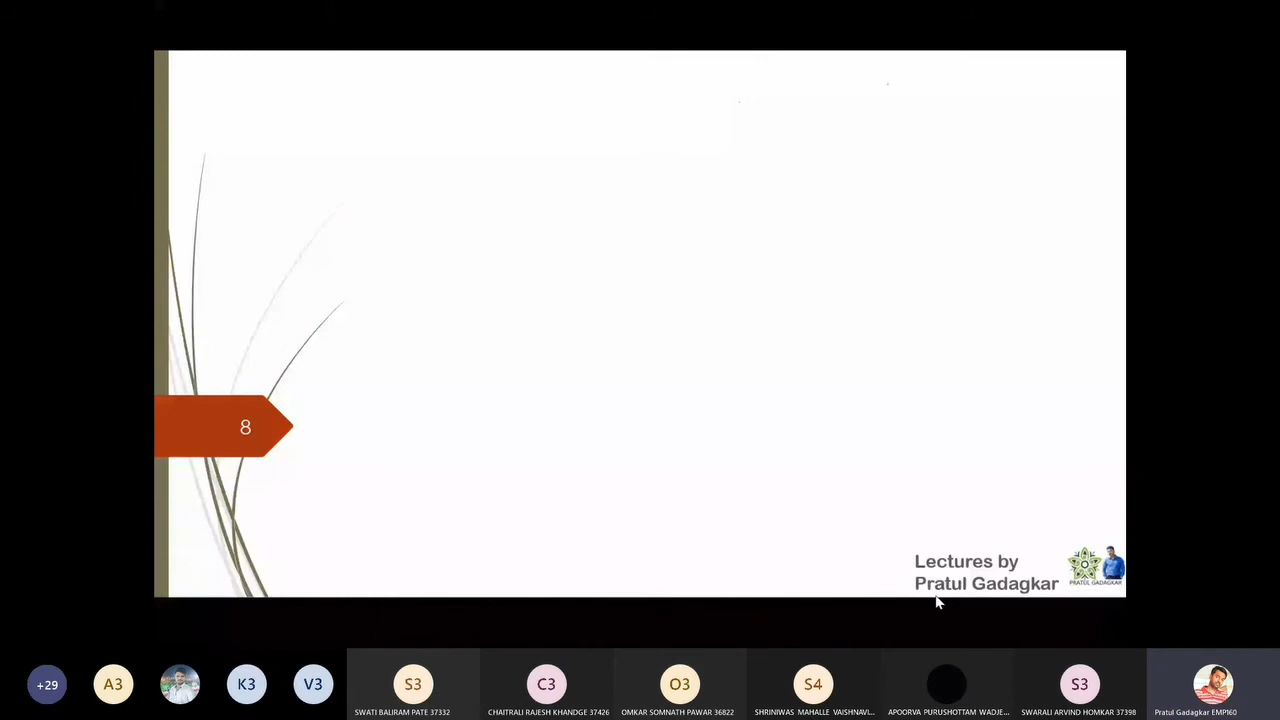 8
Lectures by
Pratul Gadagkar
PRATUL GADAGKAR
+29
A3
K3
V3
S3
C3
O3
S4
S3
SWATI BALIRAM PATE 37332
CHAITRALI RAJESH KHANDGE 37426
OMKAR SOMNATH PAWAR 36822
SHRINIWAS MAHALLE VAISHNAVI...
APOORVA PURUSHOTTAM WADJE...
SWARALI ARVIND HOMKAR 37398
Pratul Gadagkar EMP160